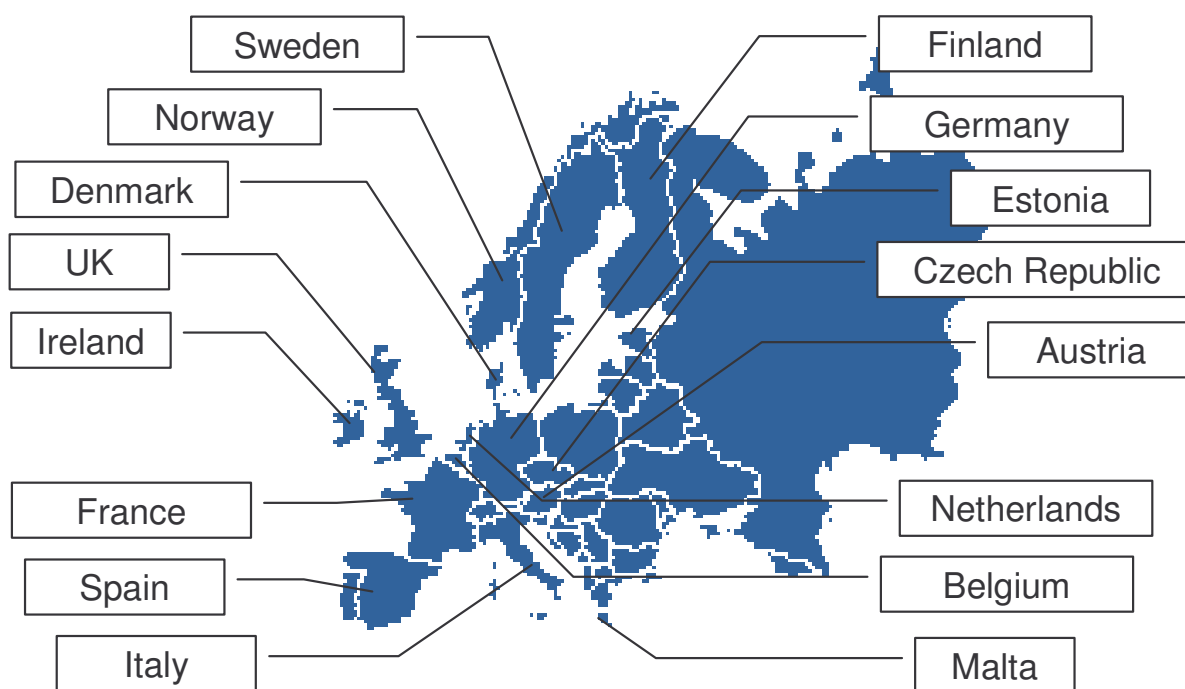 Sweden
Finland
Norway
Germany
Denmark
Estonia
UK
Czech Republic
Ireland
Austria
France
Netherlands
Spain
Belgium
Italy
Malta